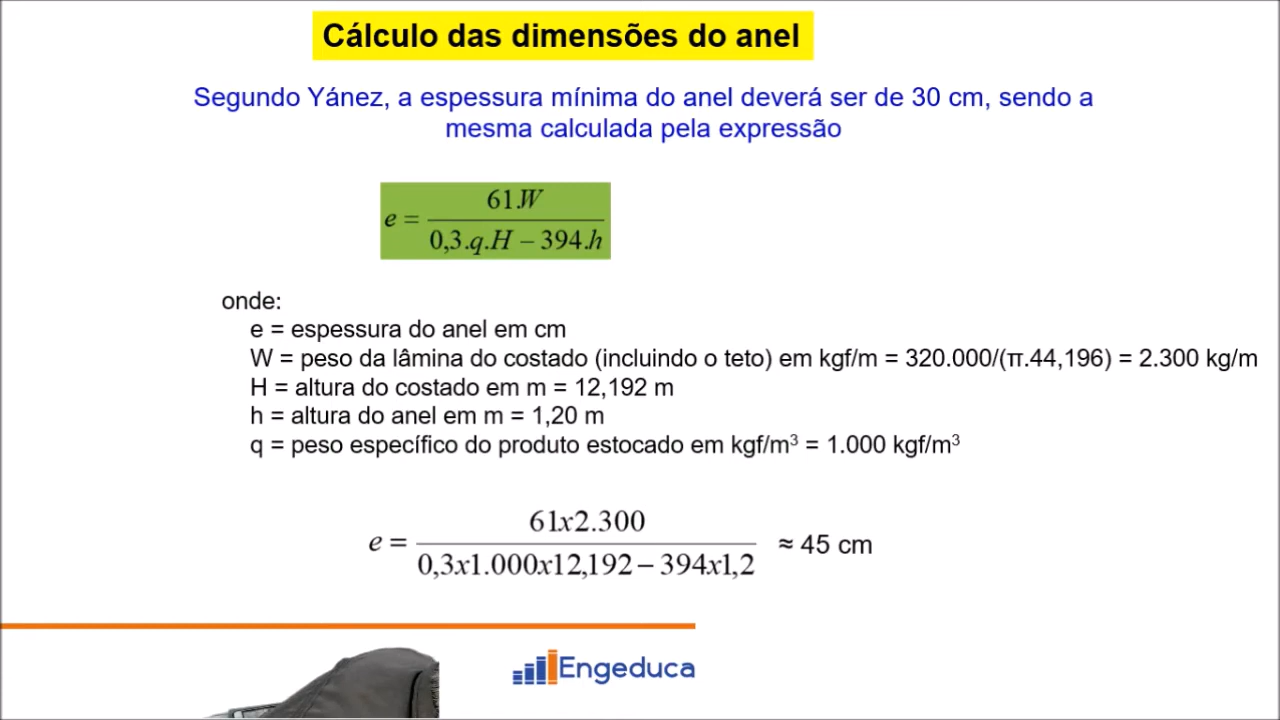 Cálculo das dimensões do anel
Segundo Yánez, a espessura mínima do anel deverá ser de 30 cm, sendo a
mesma calculada pela expressão
e = 61.W / 0,3.q.H – 394.h
onde:
e = espessura do anel em cm
W = peso da lâmina do costado (incluindo o teto) em kgf/m = 320.000/(π.44,196) = 2.300 kg/m
H = altura do costado em m = 12,192 m
h = altura do anel em m = 1,20 m
q = peso específico do produto estocado em kgf/m³ = 1.000 kgf/m³
e = 61x2.300 / 0,3x1.000x12,192 – 394x1,2 ≈ 45 cm
Engeduca